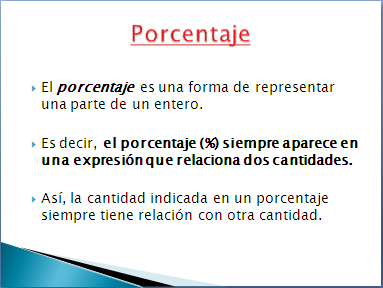 Porcentaje
El porcentaje es una forma de representar
una parte de un entero.
Es decir, el porcentaje (%) siempre aparece en
una expresión que relaciona dos cantidades.
Así, la cantidad indicada en un porcentaje
siempre tiene relación con otra cantidad.